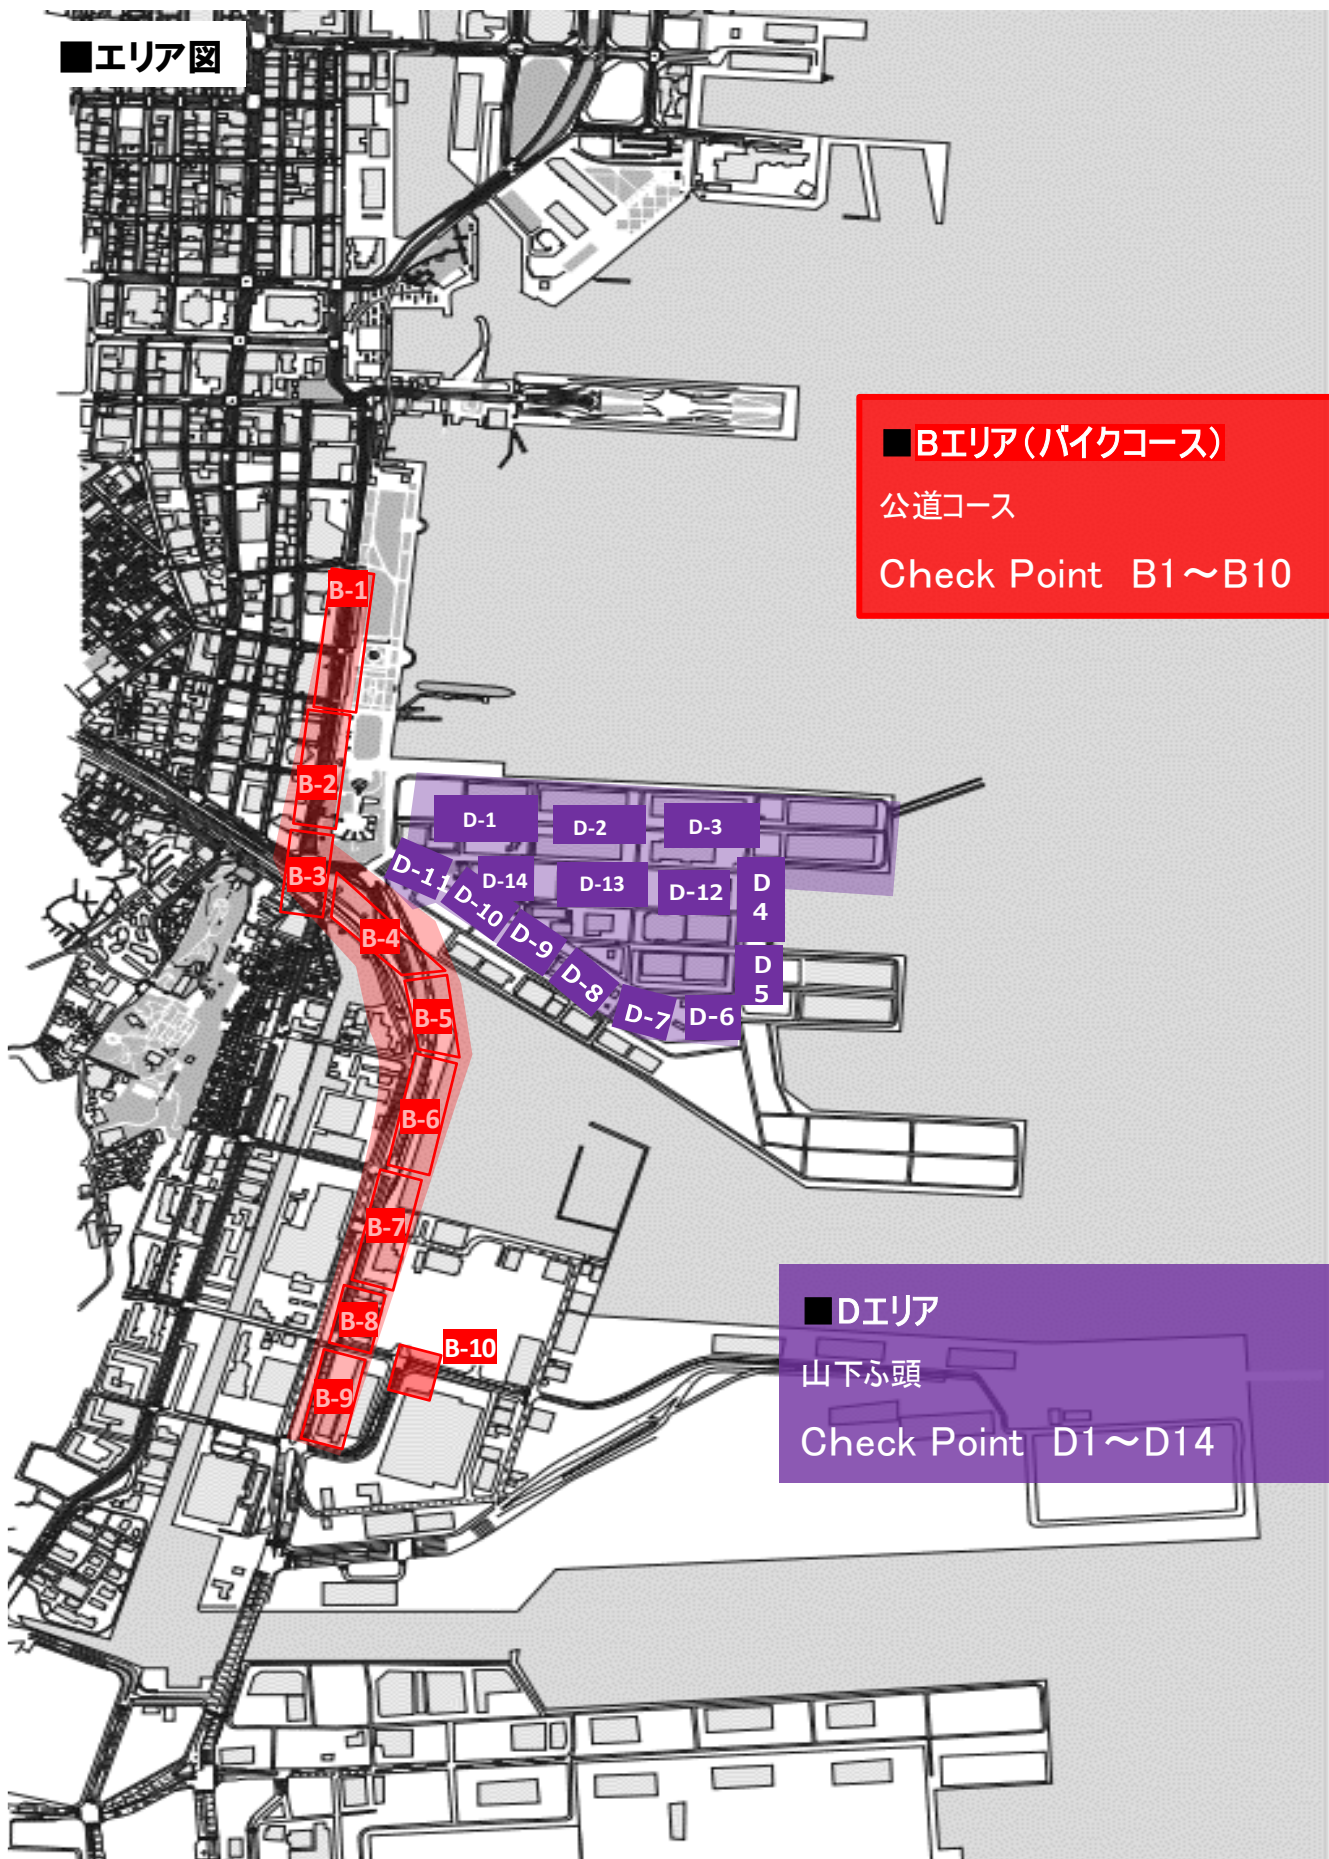 ■エリア図
■Bエリア（バイクコース）
公道コース
Check Point　B1～B10
B-1
B-2
B-3
B-4
B-5
B-6
B-7
B-8
B-9
B-10
D-1
D-2
D-3
D-11
D-14
D-13
D-12
D
4
D-10
D-9
D-8
D-7
D-6
D
5
■Dエリア
山下ふ頭
Check Point　D1～D14